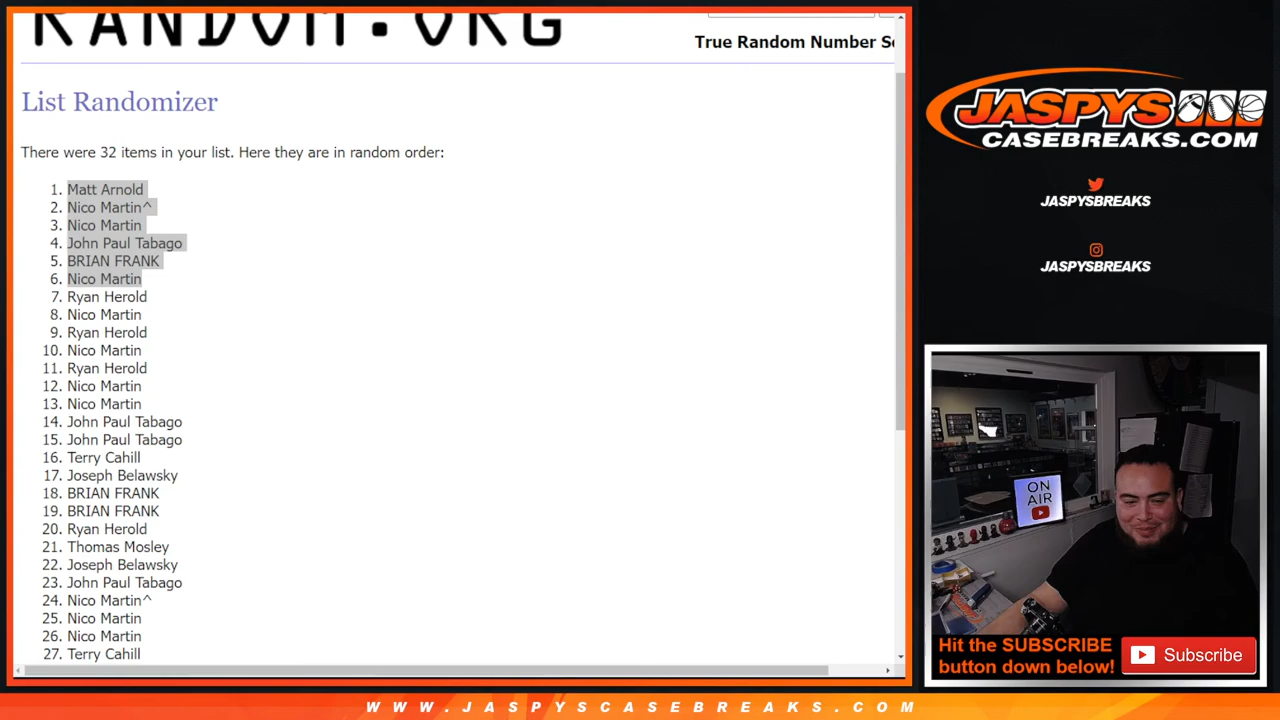 RANDOM.ORG
True Random Number Se
List Randomizer
There were 32 items in your list. Here they are in random order:
1. Matt Arnold
2. Nico Martin^
3. Nico Martin
4. John Paul Tabago
5. BRIAN FRANK
6. Nico Martin
7. Ryan Herold
8. Nico Martin
9. Ryan Herold
10. Nico Martin
11. Ryan Herold
12. Nico Martin
13. Nico Martin
14. John Paul Tabago
15. John Paul Tabago
16. Terry Cahill
17. Joseph Belawsky
18. BRIAN FRANK
19. BRIAN FRANK
20. Ryan Herold
21. Thomas Mosley
22. Joseph Belawsky
23. John Paul Tabago
24. Nico Martin^
25. Nico Martin
26. Nico Martin
27. Terry Cahill
JASPYS
CASEBREAKS.COM
JASPYSBREAKS
JASPYSBREAKS
ON
AIR
Hit the SUBSCRIBE
button down below!
Subscribe
WWW.JASPYSCASEBREAKS.COM